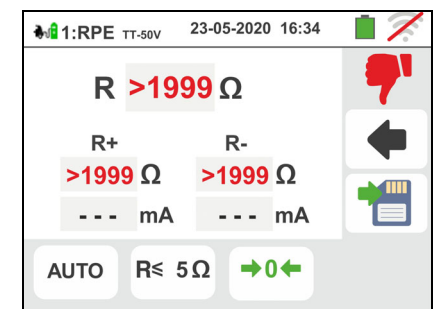 1:RPE TT-50V 23-05-2020 16:34
R >1999 Ω
R+ R-
>1999 Ω >1999 Ω
- - - mA - - - mA
AUTO R≤ 5Ω →0←